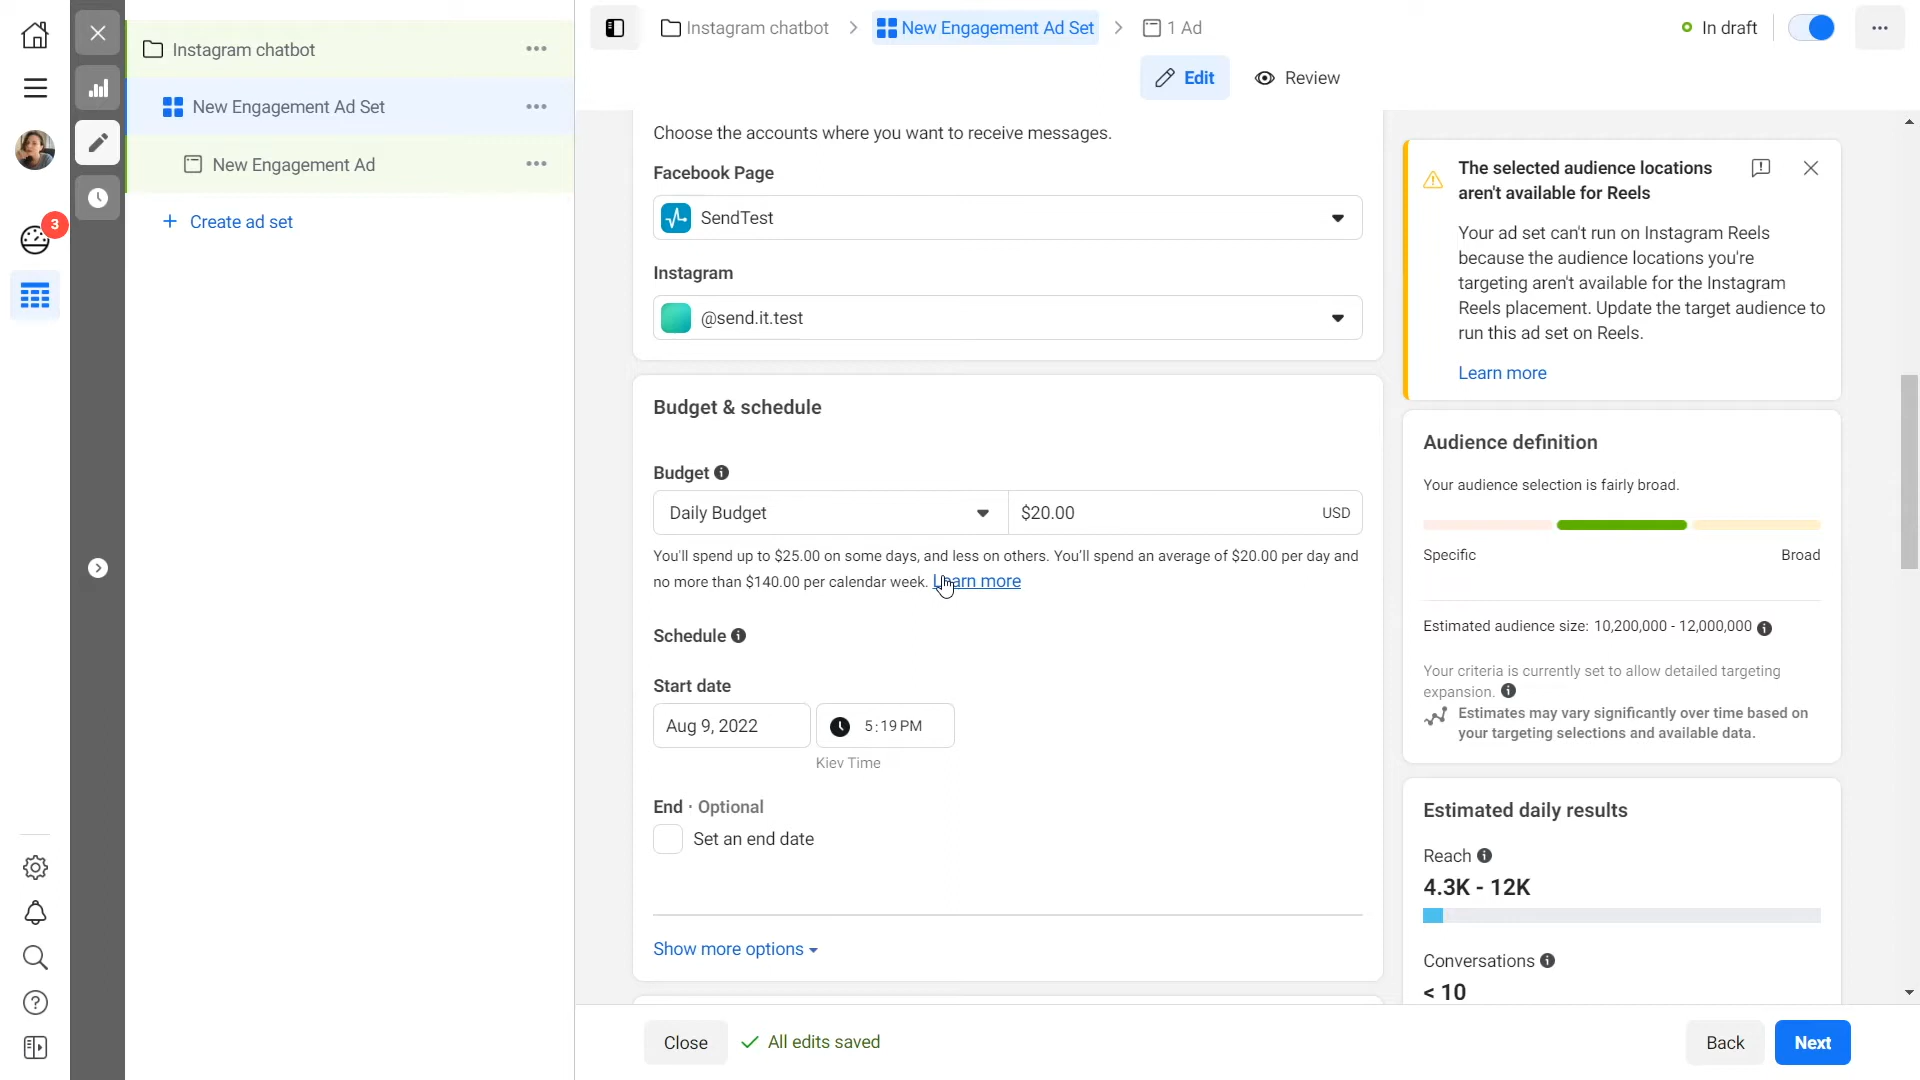 Instagram chatbot
New Engagement Ad Set
New Engagement Ad
+ Create ad set
3
Instagram chatbot > New Engagement Ad Set > 1 Ad
In draft
Edit
Review
Choose the accounts where you want to receive messages.
Facebook Page
SendTest
Instagram
@send.it.test
Budget & schedule
Budget
Daily Budget
$20.00
USD
You'll spend up to $25.00 on some days, and less on others. You'll spend an average of $20.00 per day and
no more than $140.00 per calendar week. Learn more
Schedule
Start date
Aug 9, 2022
5:19 PM
Kiev Time
End · Optional
Set an end date
Show more options
The selected audience locations
aren't available for Reels
Your ad set can't run on Instagram Reels
because the audience locations you're
targeting aren't available for the Instagram
Reels placement. Update the target audience to
run this ad set on Reels.
Learn more
Audience definition
Your audience selection is fairly broad.
Specific
Broad
Estimated audience size: 10,200,000 - 12,000,000
Your criteria is currently set to allow detailed targeting
expansion.
Estimates may vary significantly over time based on
your targeting selections and available data.
Estimated daily results
Reach
4.3K - 12K
Conversations
< 10
Close
All edits saved
Back
Next